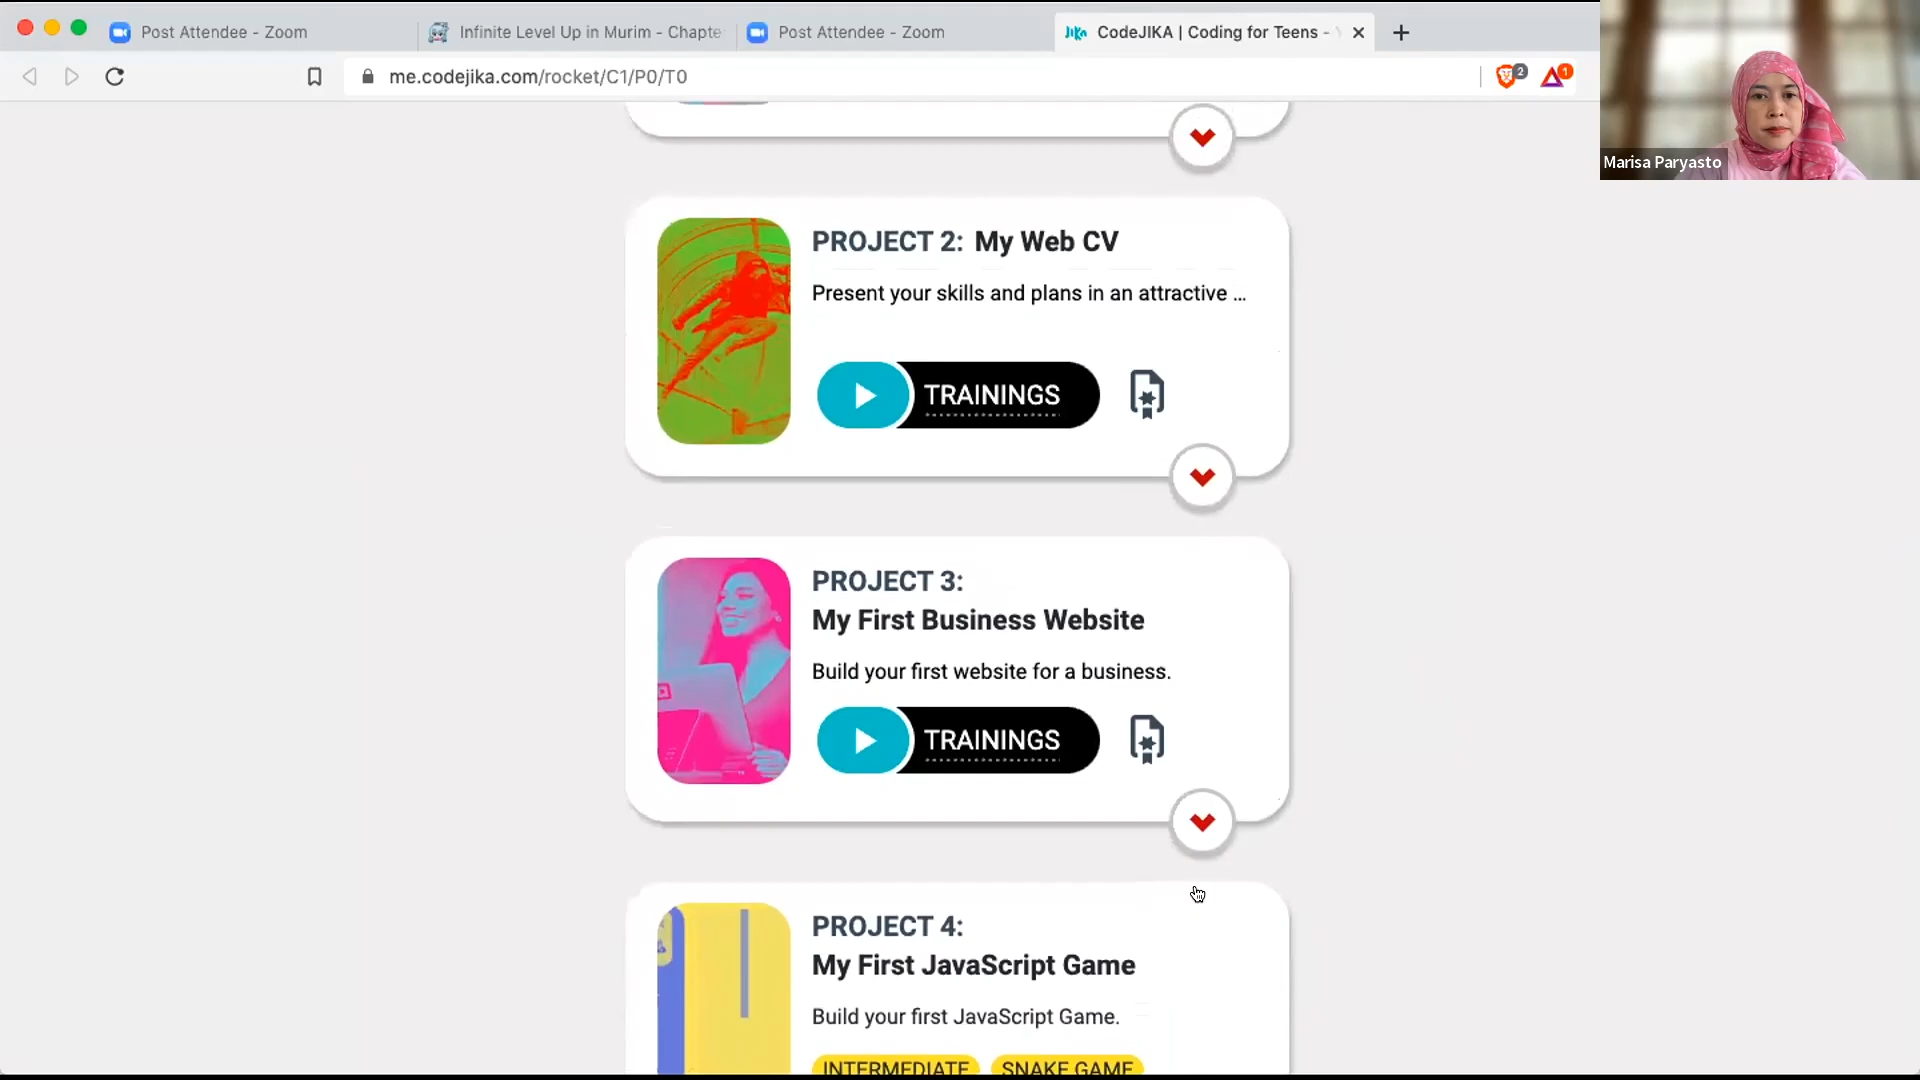 Post Attendee - Zoom
Infinite Level Up in Murim - Chapte
Post Attendee - Zoom
JIKA
CodeJIKA | Coding for Teens -
me.codejika.com/rocket/C1/P0/T0
2
1
Marisa Paryasto
PROJECT 2: My Web CV
Present your skills and plans in an attractive ...
TRAININGS
PROJECT 3:
My First Business Website
Build your first website for a business.
TRAININGS
PROJECT 4:
My First JavaScript Game
Build your first JavaScript Game.
INTERMEDIATE
SNAKE GAME